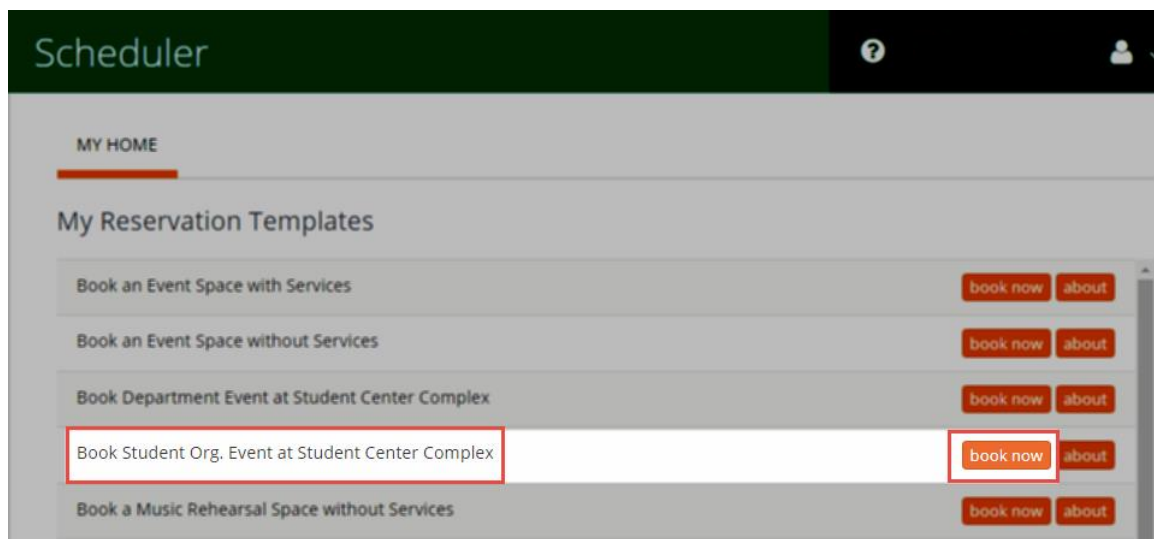 Scheduler
MY HOME
My Reservation Templates
Book an Event Space with Services book now about
Book an Event Space without Services book now about
Book Department Event at Student Center Complex book now about
Book Student Org. Event at Student Center Complex book now about
Book a Music Rehearsal Space without Services book now about